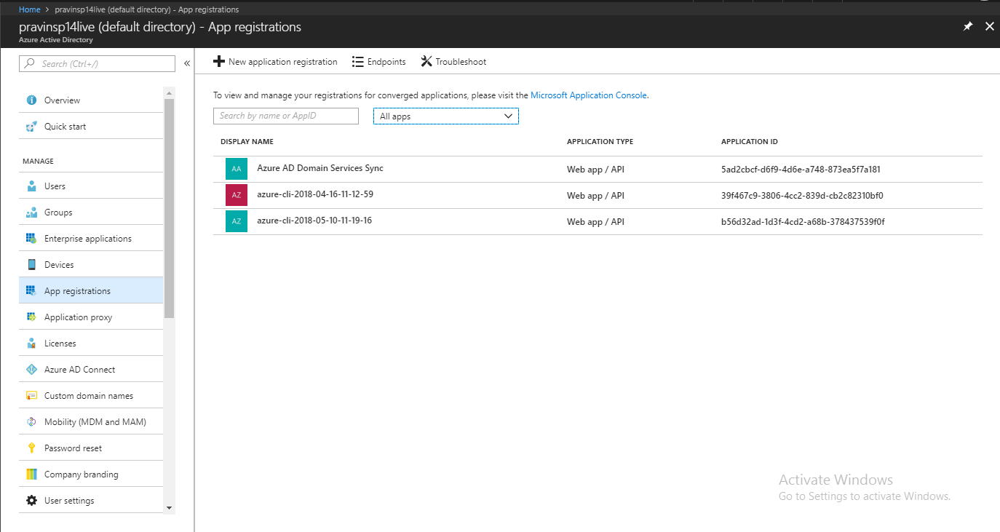 Home > pravinsp14live (default directory) - App registrations
pravinsp14live (default directory) - App registrations
Azure Active Directory
Search (Ctrl+/)
«
Overview
Quick start
MANAGE
Users
Groups
Enterprise applications
Devices
App registrations
Application proxy
Licenses
Azure AD Connect
Custom domain names
Mobility (MDM and MAM)
Password reset
Company branding
User settings
New application registration Endpoints Troubleshoot
To view and manage your registrations for converged applications, please visit the Microsoft Application Console.
Search by name or AppID All apps
DISPLAY NAME APPLICATION TYPE APPLICATION ID
AA Azure AD Domain Services Sync Web app / API 5ad2cbcf-d6f9-4d6e-a748-873ea5f7a181
AZ azure-cli-2018-04-16-11-12-59 Web app / API 39f467c9-3806-4cc2-839d-cb2c82310bf0
AZ azure-cli-2018-05-10-11-19-16 Web app / API b56d32ad-1d3f-4cd2-a68b-378437539f0f
Activate Windows
Go to Settings to activate Windows.